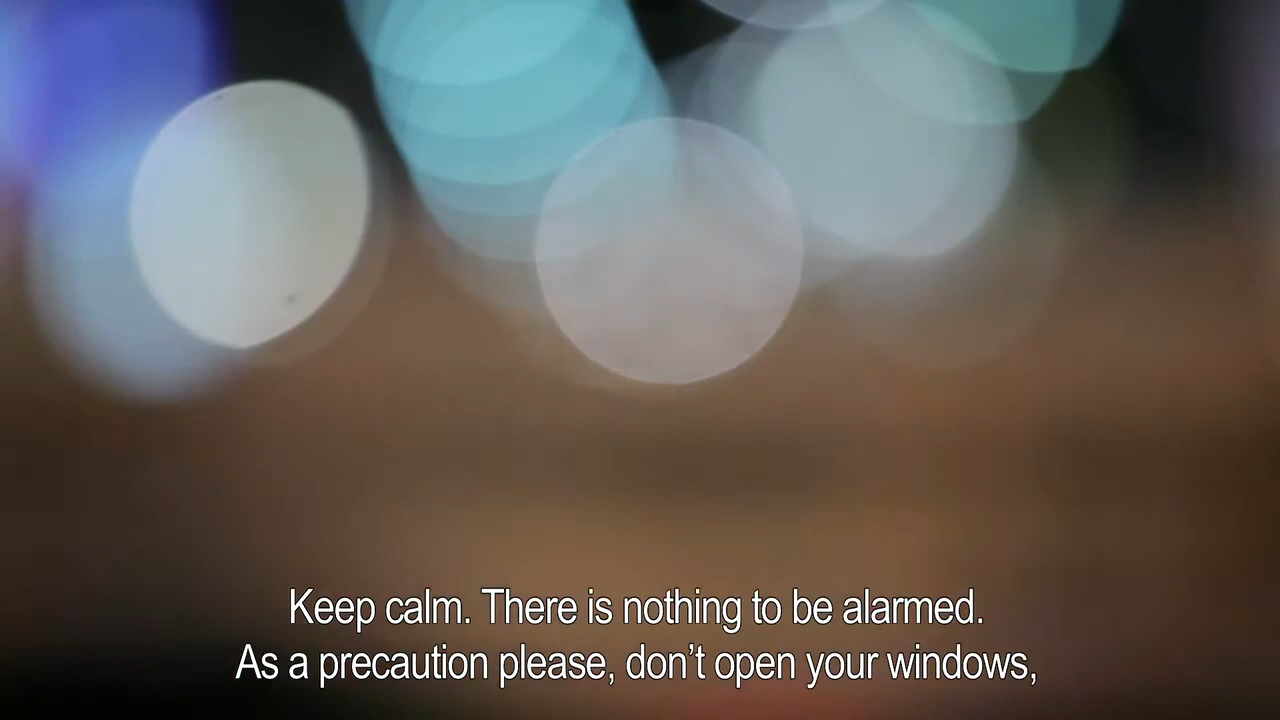 Keep calm. There is nothing to be alarmed.
As a precaution please, don’t open your windows,